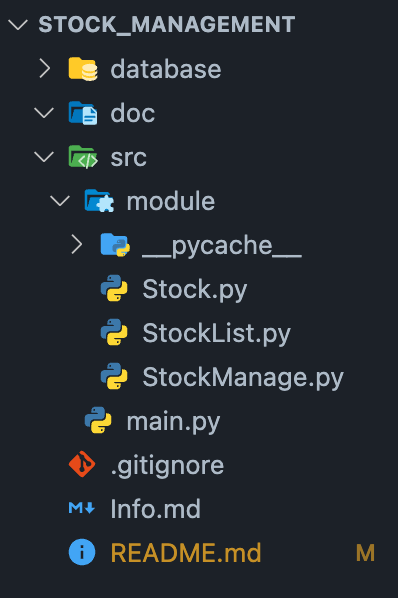 STOCK_MANAGEMENT
database
doc
src
module
__pycache__
Stock.py
StockList.py
StockManage.py
main.py
.gitignore
Info.md
README.md M